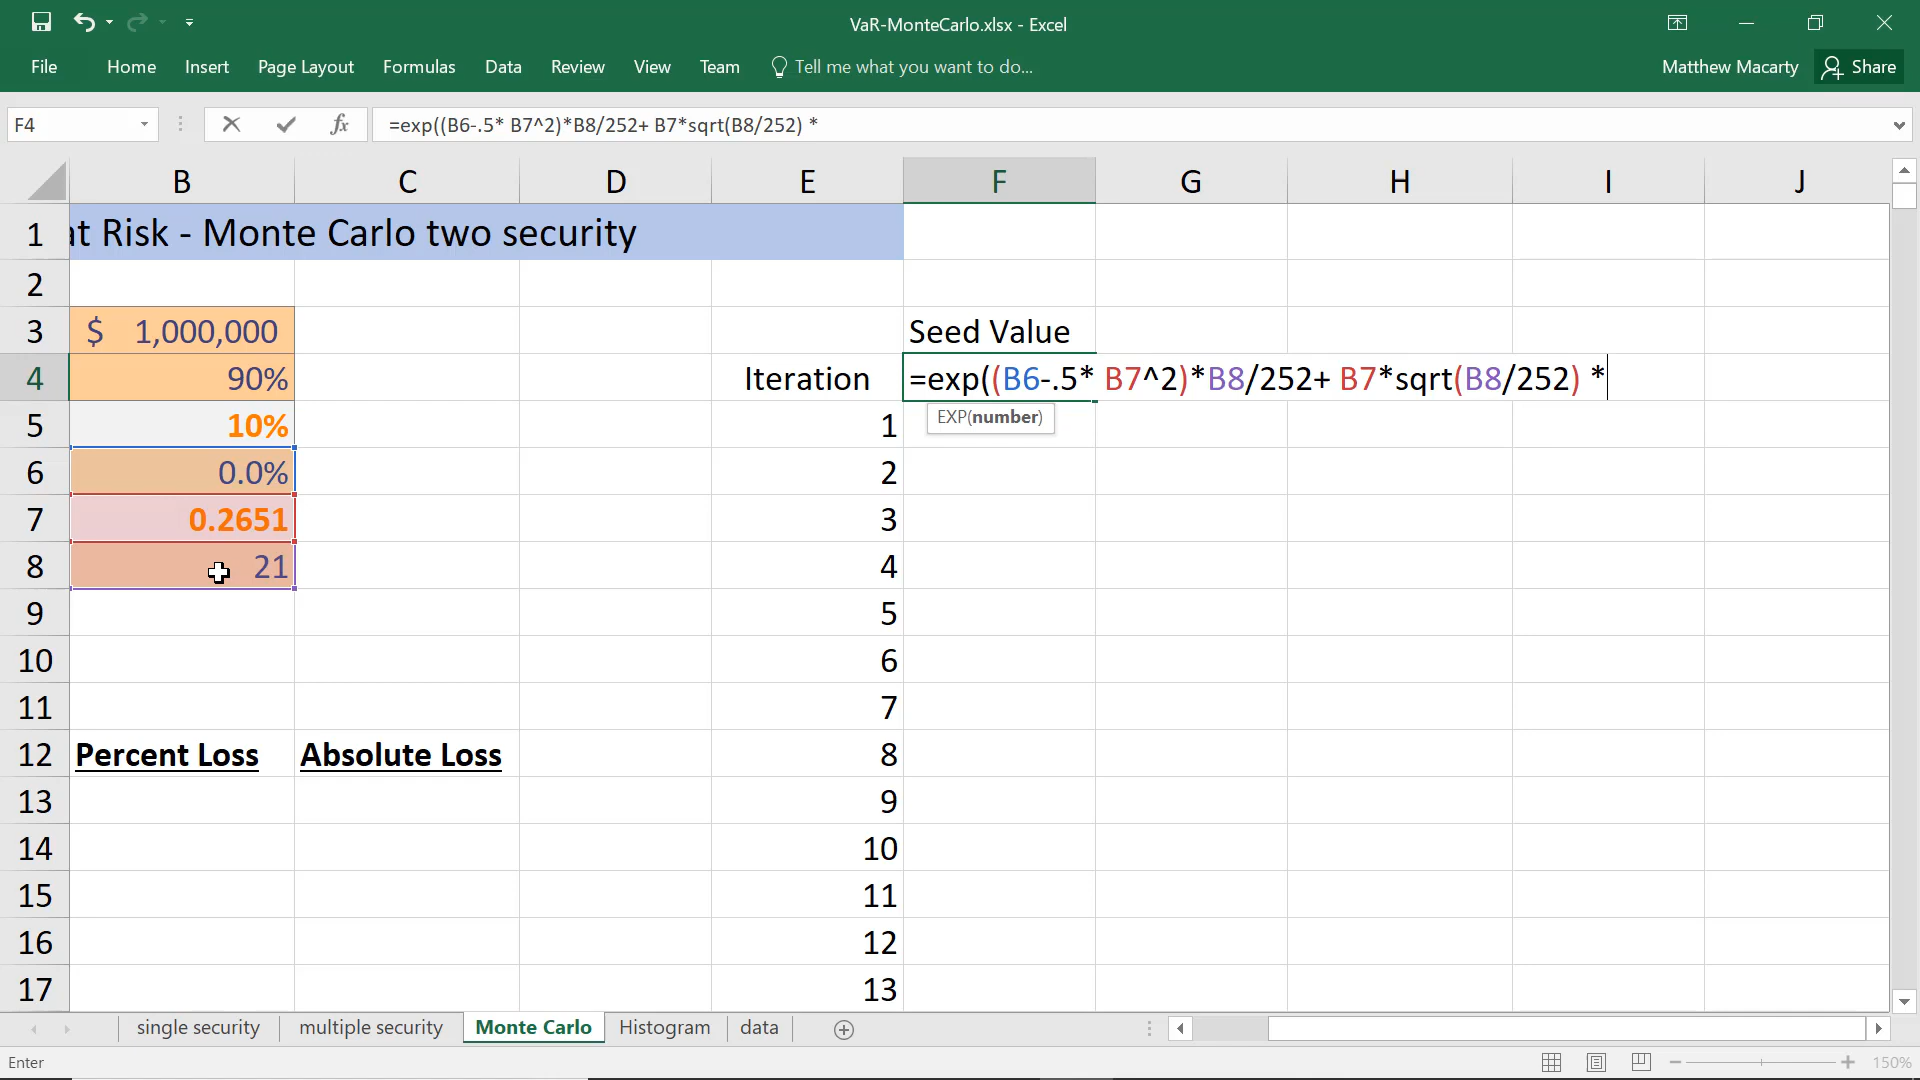 VaR-MonteCarlo.xlsx - Excel
File Home Insert Page Layout Formulas Data Review View Team Tell me what you want to do... Matthew Macarty Share
F4 fx =exp((B6-.5* B7^2)*B8/252+ B7*sqrt(B8/252) *
B C D E F G H I J
1 at Risk - Monte Carlo two security
2
3 $ 1,000,000 Seed Value
4 90% Iteration =exp((B6-.5* B7^2)*B8/252+ B7*sqrt(B8/252) *
EXP(number)
5 10% 1
6 0.0% 2
7 0.2651 3
8 21 4
9 5
10 6
11 7
12 Percent Loss Absolute Loss 8
13 9
14 10
15 11
16 12
17 13
single security multiple security Monte Carlo Histogram data
Enter 150%